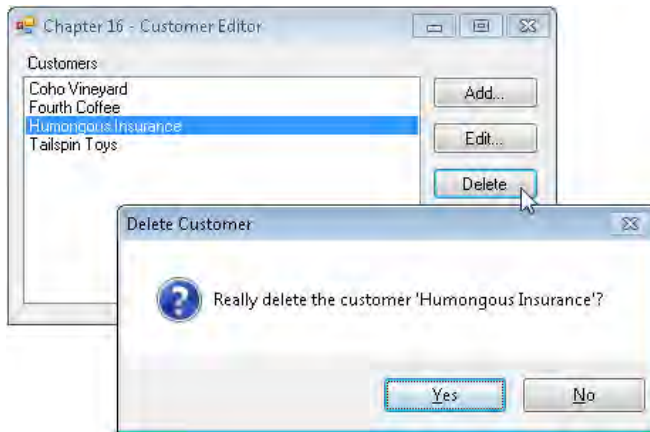 Chapter 16 - Customer Editor
Customers
Coho Vineyard
Fourth Coffee
Humongous Insurance
Tailspin Toys
Add...
Edit...
Delete
Delete Customer
Really delete the customer 'Humongous Insurance'?
Yes
No